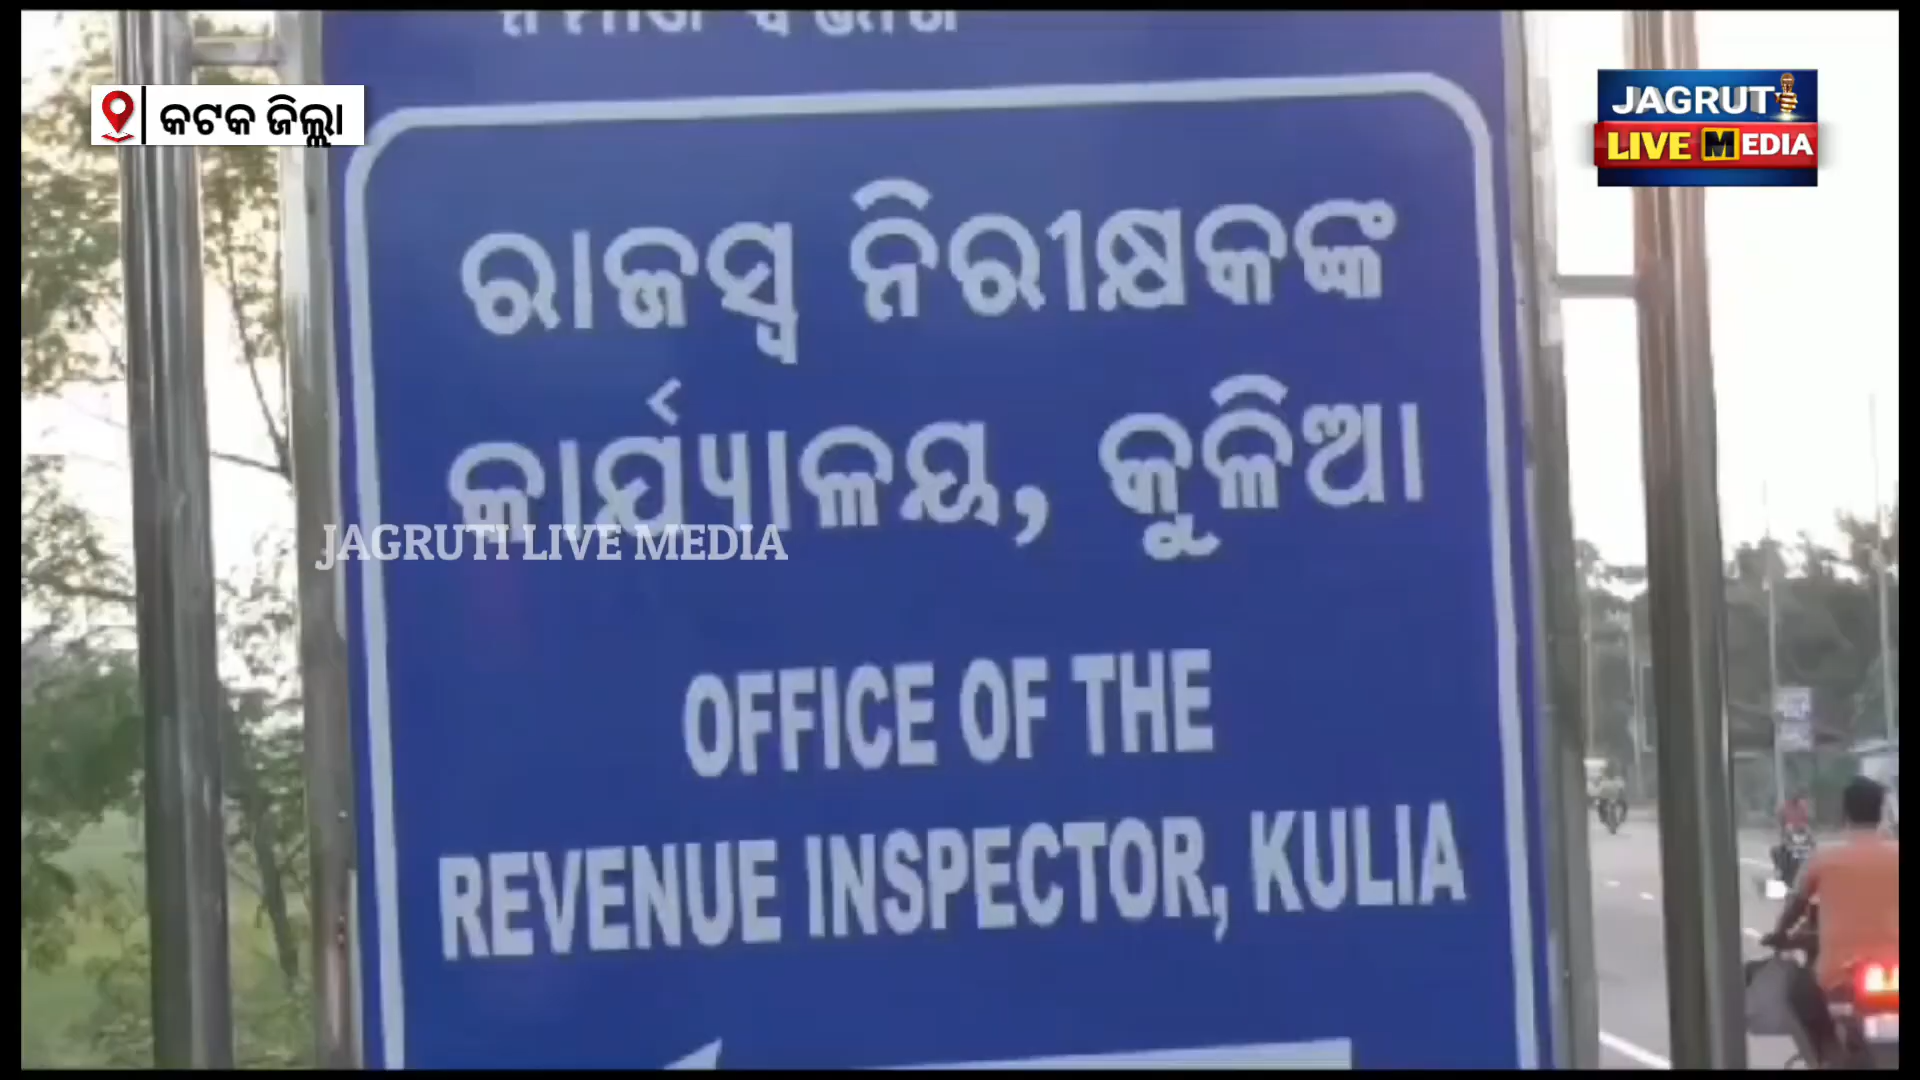 କଟକ ଜିଲ୍ଲା
JAGRUTI
LIVE MEDIA
ରାଜସ୍ୱ ନିରୀକ୍ଷକଙ୍କ
କାର୍ଯ୍ୟାଳୟ, କୁଳିଆ
JAGRUTI LIVE MEDIA
OFFICE OF THE
REVENUE INSPECTOR, KULIA